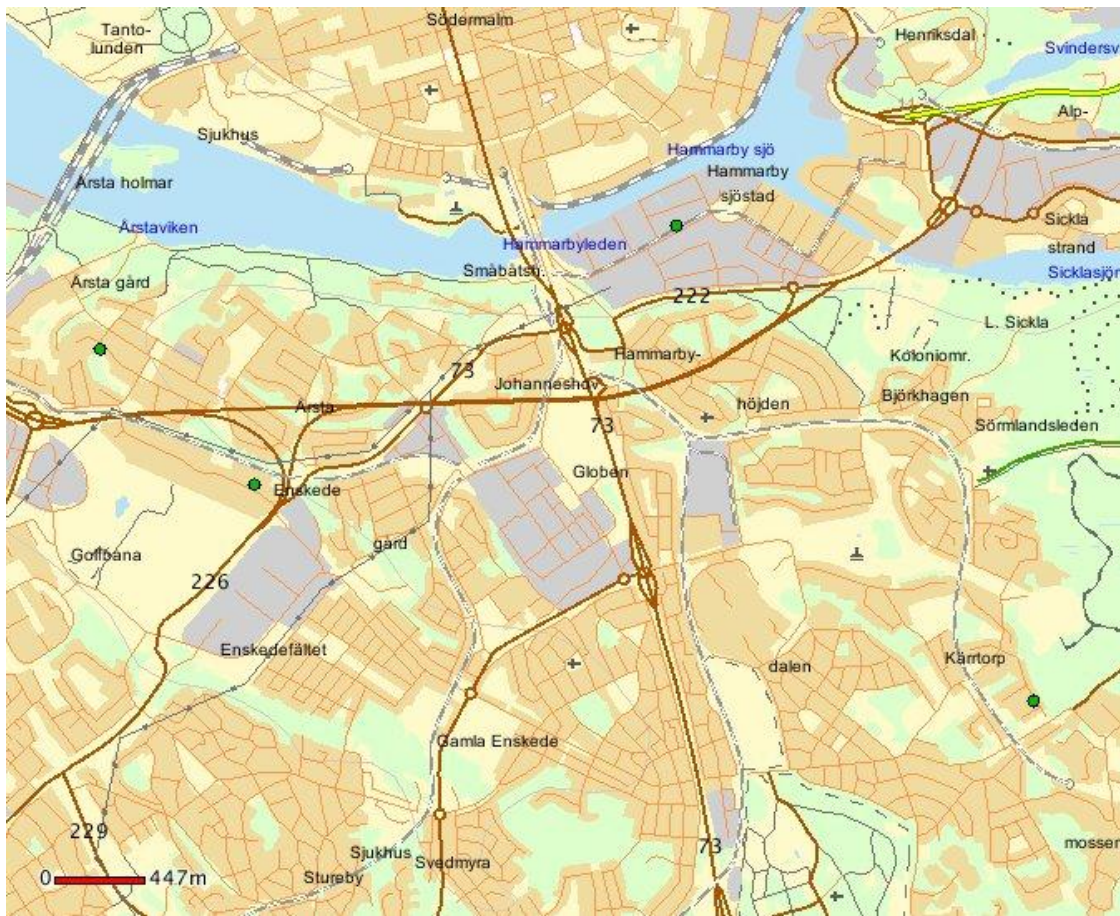 Södermalm
Tanto-
lunden
Henriksdal
Svindersv
Alp-
Sjukhus
Hammarby sjö
Hammarby
sjöstad
Årsta holmar
Årstaviken
Hammarbyleden
Sickla
strand
Småbåtsh.
Sicklasjön
Årsta gård
222
L. Sickla
Hammarby-
Koloniomr.
73
Johanneshov
Björkhagen
Årsta
höjden
73
Sörmlandsleden
Globen
Enskede
gård
Golfbana
226
Enskedefältet
dalen
Kärrtorp
Gamla Enskede
229
73
mossen
Sjukhus
Svedmyra
Stureby
0
447m